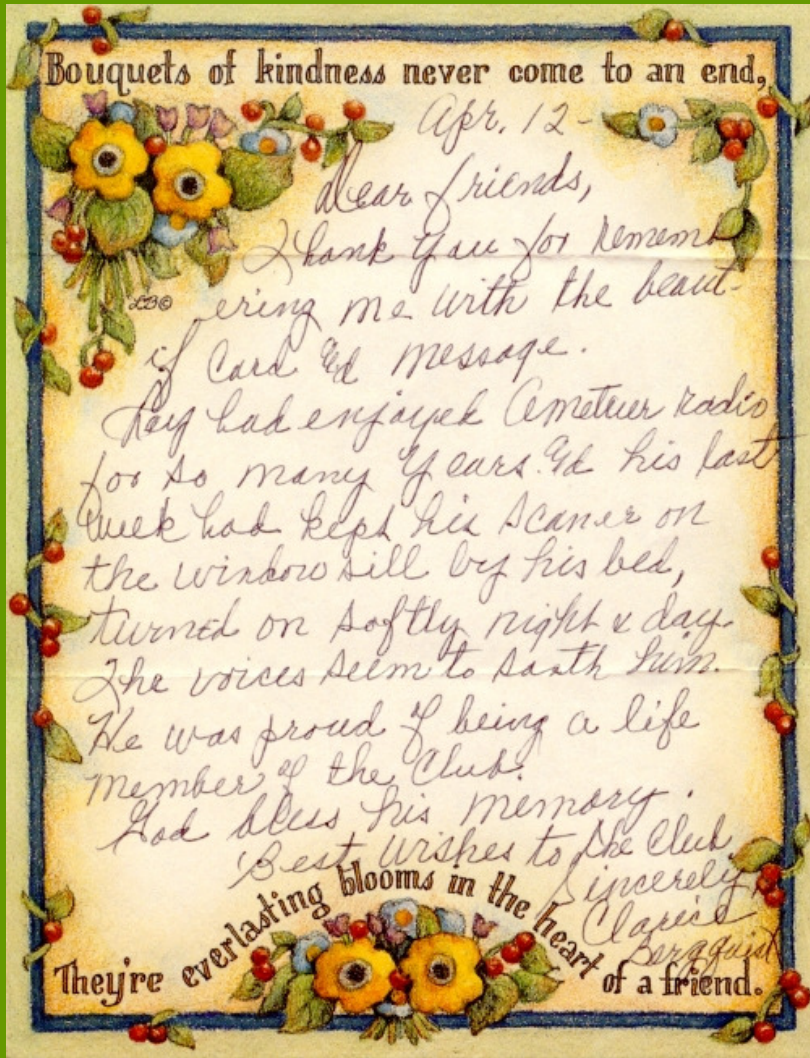 Bouquets of kindness never come to an end,
Apr. 12-
Dear friends,
Thank you for rememb
ering me with the beaut-
if card &d message.
had enjoyed Ametuer radio
for so many years. &d his last
week had kept his scaner on
the window sill by his bed,
turned on softly night & day.
The voices seem to sooth him.
He was proud of being a life
member of the Club.
God bless his memory.
Best wishes to the Club
Sincerely,
Clarice
Bergquist
They're everlasting blooms in the heart of a friend.
LB©